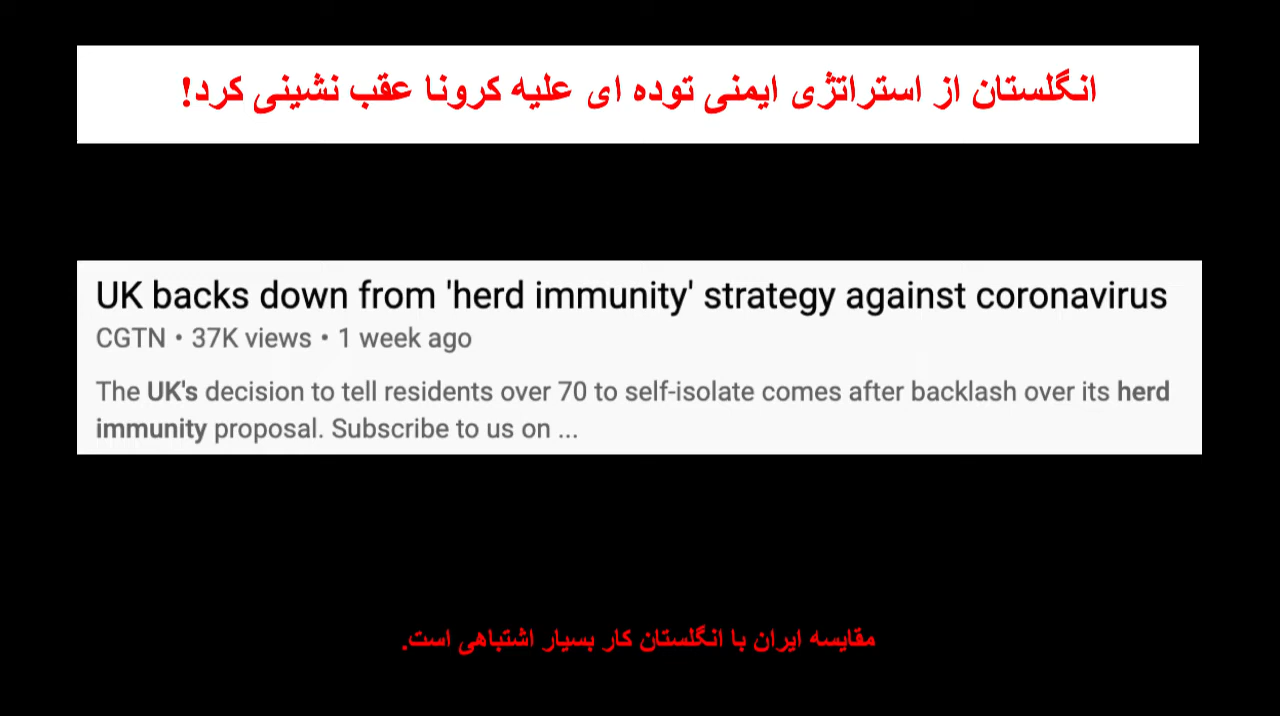 انگلستان از استراتژی ایمنی توده ای علیه کرونا عقب نشینی کرد!
UK backs down from 'herd immunity' strategy against coronavirus
CGTN • 37K views • 1 week ago
The UK's decision to tell residents over 70 to self-isolate comes after backlash over its herd
immunity proposal. Subscribe to us on ...
مقایسه ایران با انگلستان کار بسیار اشتباهی است.